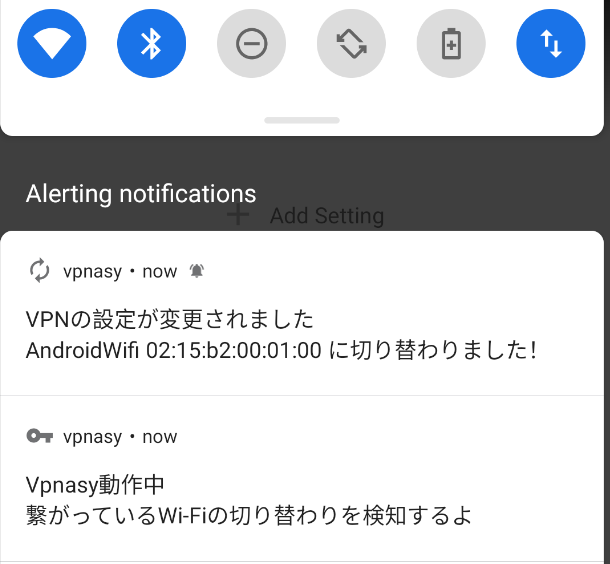 Alerting notifications
Add Setting
vpnasy • now
VPNの設定が変更されました
AndroidWifi 02:15:b2:00:01:00 に切り替わりました!
vpnasy • now
Vpnasy動作中
繋がっているWi-Fiの切り替わりを検知するよ